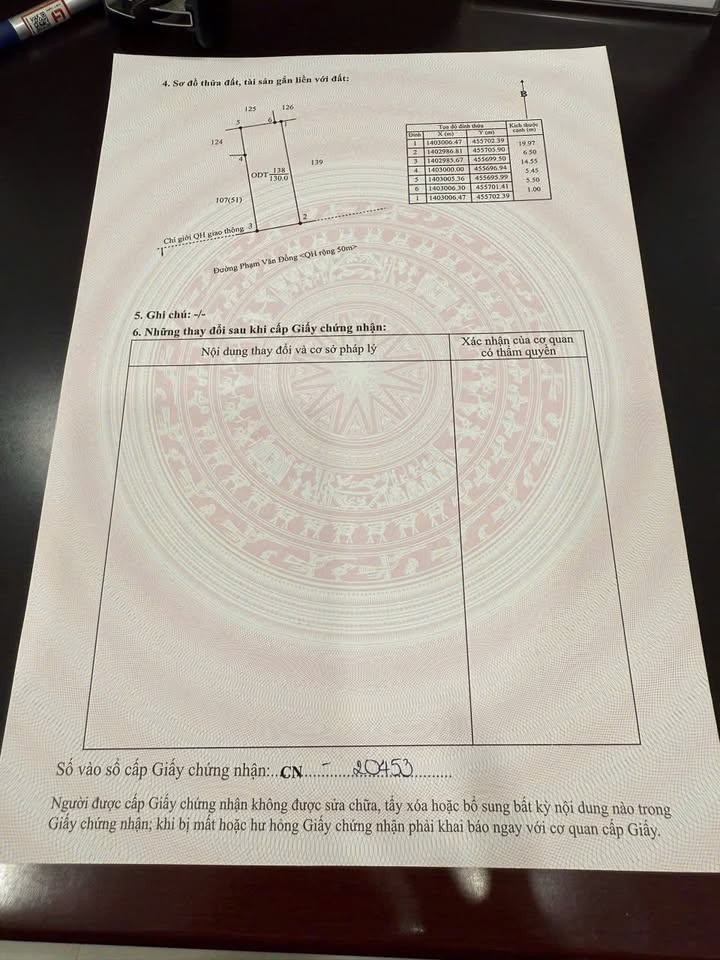 4. Sơ đồ thửa đất, tài sản gắn liền với đất:
B
125
126
5
6
1
124
4
139
ODT 138
130.0
107(51)
Chỉ giới QH giao thông
3
2
Đường Phạm Văn Đồng <QH rộng 50m>
Tọa độ đỉnh thửa
Kích thước cạnh (m)
Đỉnh X (m) Y (m)
1 1403006.47 455702.39
19.97
2 1402986.81 455705.90
6.50
3 1402985.67 455699.50
14.55
4 1403000.00 455696.94
5.45
5 1403005.36 455695.99
5.50
6 1403006.30 455701.41
1.00
1 1403006.47 455702.39
5. Ghi chú: -/-
6. Những thay đổi sau khi cấp Giấy chứng nhận:
Nội dung thay đổi và cơ sở pháp lý
Xác nhận của cơ quan
có thẩm quyền
Số vào sổ cấp Giấy chứng nhận:..CN....-....20453............
Người được cấp Giấy chứng nhận không được sửa chữa, tẩy xóa hoặc bổ sung bất kỳ nội dung nào trong
Giấy chứng nhận; khi bị mất hoặc hư hỏng Giấy chứng nhận phải khai báo ngay với cơ quan cấp Giấy.